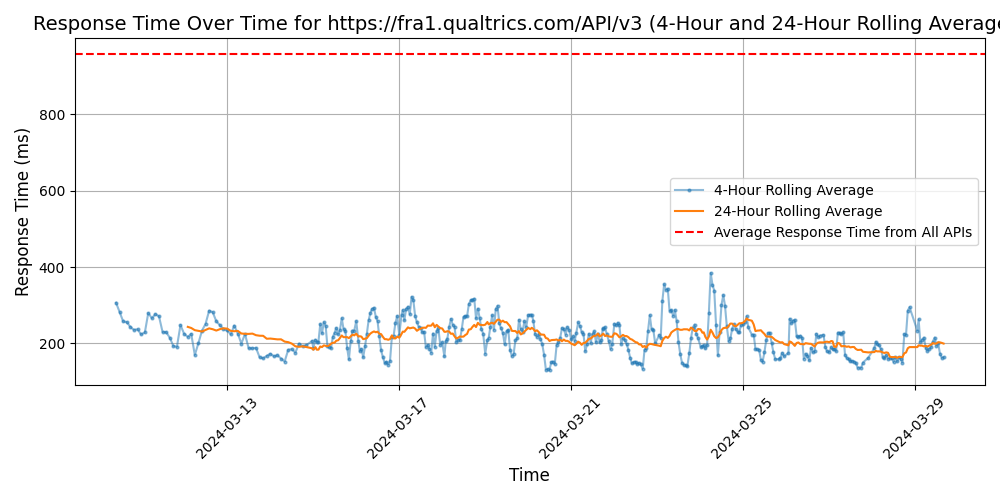 Response Time Over Time for https://fra1.qualtrics.com/API/v3 (4-Hour and 24-Hour Rolling Average
Response Time (ms)
800
600
400
200
4-Hour Rolling Average
24-Hour Rolling Average
Average Response Time from All APIs
2024-03-13
2024-03-17
2024-03-21
2024-03-25
2024-03-29
Time